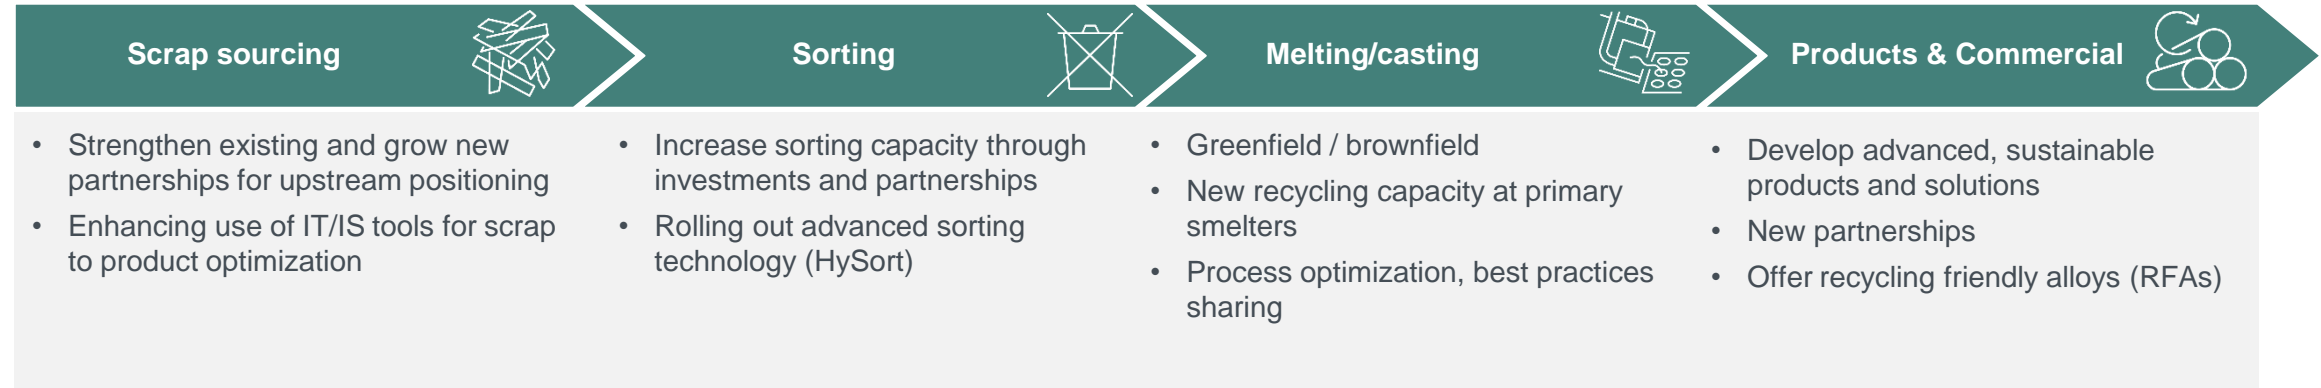 Scrap sourcing
• Strengthen existing and grow new
partnerships for upstream positioning
• Enhancing use of IT/IS tools for scrap
to product optimization
Sorting
• Increase sorting capacity through
investments and partnerships
• Rolling out advanced sorting
technology (HySort)
Melting/casting
• Greenfield / brownfield
• New recycling capacity at primary
smelters
• Process optimization, best practices
sharing
Products & Commercial
• Develop advanced, sustainable
products and solutions
• New partnerships
• Offer recycling friendly alloys (RFAs)